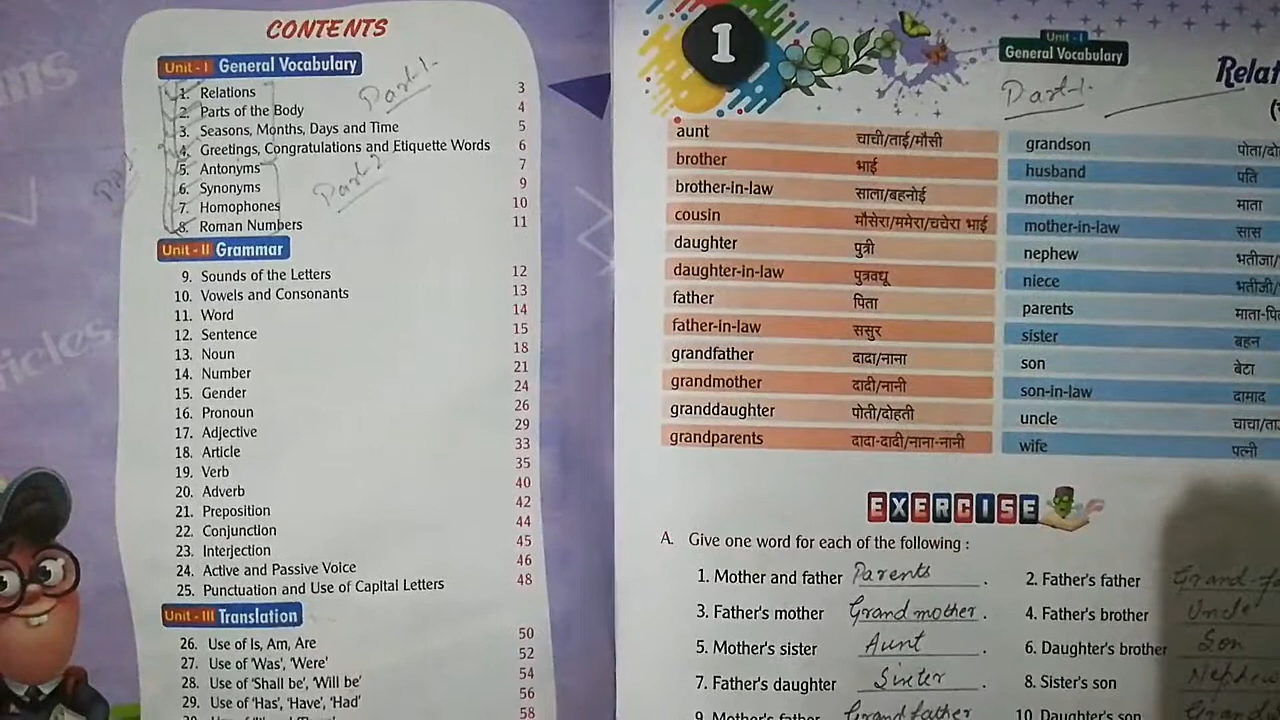 CONTENTS
Unit - I General Vocabulary
1. Relations 3
2. Parts of the Body 4
3. Seasons, Months, Days and Time 5
4. Greetings, Congratulations and Etiquette Words 6
5. Antonyms 7
6. Synonyms 9
7. Homophones 10
8. Roman Numbers 11
Part-1.
Part-2
Unit - II Grammar
9. Sounds of the Letters 12
10. Vowels and Consonants 13
11. Word 14
12. Sentence 15
13. Noun 18
14. Number 21
15. Gender 24
16. Pronoun 26
17. Adjective 29
18. Article 33
19. Verb 35
20. Adverb 40
21. Preposition 42
22. Conjunction 44
23. Interjection 45
24. Active and Passive Voice 46
25. Punctuation and Use of Capital Letters 48
Unit - III Translation
26. Use of Is, Am, Are 50
27. Use of 'Was', 'Were' 52
28. Use of 'Shall be', 'Will be' 54
29. Use of 'Has', 'Have', 'Had' 56
58
1
Unit - I
General Vocabulary
Relat
Part-1.
aunt चाची/ताई/मौसी
brother भाई
brother-in-law साला/बहनोई
cousin मौसेरा/ममेरा/चचेरा भाई
daughter पुत्री
daughter-in-law पुत्रवधू
father पिता
father-in-law ससुर
grandfather दादा/नाना
grandmother दादी/नानी
granddaughter पोती/दोहती
grandparents दादा-दादी/नाना-नानी
grandson पोता/दो
husband पति
mother माता
mother-in-law सास
nephew भतीजा/
niece भतीजी/
parents माता-पि
sister बहन
son बेटा
son-in-law दामाद
uncle चाचा/ता
wife पत्नी
EXERCISE
A. Give one word for each of the following :
1. Mother and father Parents . 2. Father's father Grand-f
3. Father's mother Grandmother . 4. Father's brother Uncle
5. Mother's sister Aunt . 6. Daughter's brother Son
7. Father's daughter Sister . 8. Sister's son Nephew
9. Mother's father Grandfather 10. Daughter's son Grand